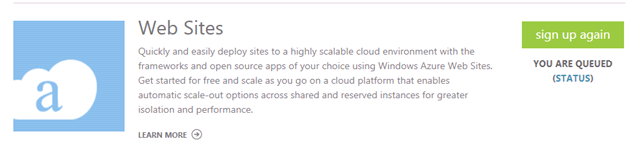 Web Sites
Quickly and easily deploy sites to a highly scalable cloud environment with the
frameworks and open source apps of your choice using Windows Azure Web Sites.
Get started for free and scale as you go on a cloud platform that enables
automatic scale-out options across shared and reserved instances for greater
isolation and performance.
LEARN MORE
sign up again
YOU ARE QUEUED
(STATUS)
a